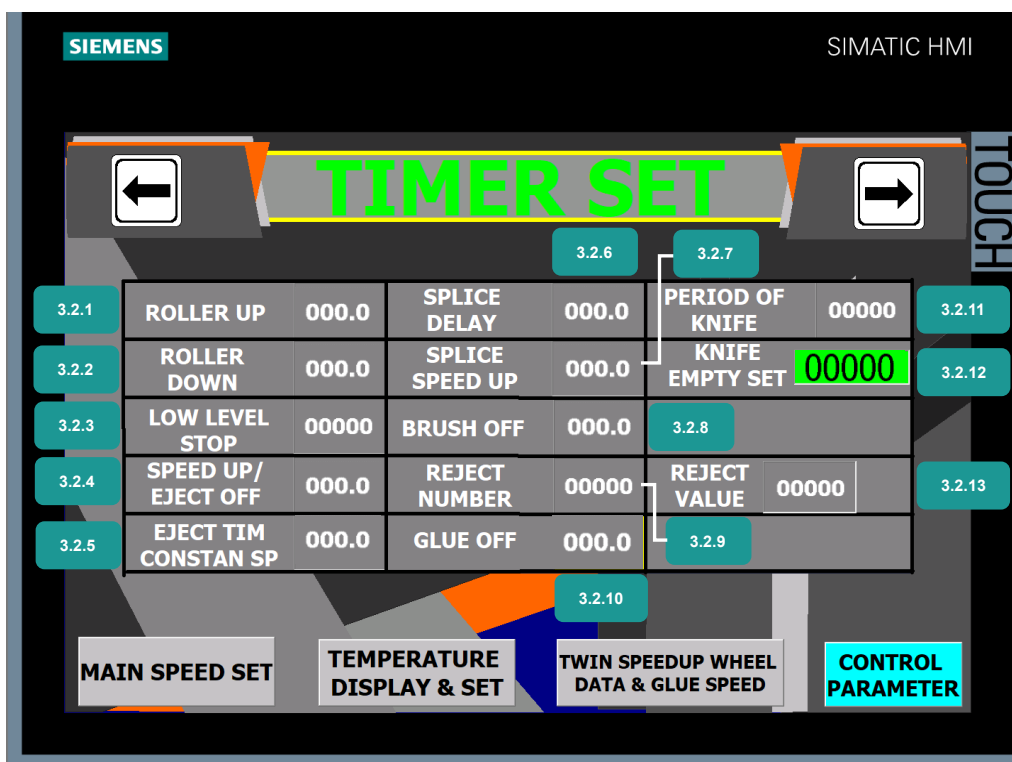 SIEMENS
SIMATIC HMI
TOUCH
TIMER SET
3.2.6
3.2.7
3.2.1
ROLLER UP
000.0
SPLICE
DELAY
000.0
PERIOD OF
KNIFE
00000
3.2.11
3.2.2
ROLLER
DOWN
000.0
SPLICE
SPEED UP
000.0
KNIFE
EMPTY SET
00000
3.2.12
3.2.3
LOW LEVEL
STOP
00000
BRUSH OFF
000.0
3.2.8
3.2.4
SPEED UP/
EJECT OFF
000.0
REJECT
NUMBER
00000
REJECT
VALUE
00000
3.2.13
3.2.5
EJECT TIM
CONSTAN SP
000.0
GLUE OFF
000.0
3.2.9
3.2.10
MAIN SPEED SET
TEMPERATURE
DISPLAY & SET
TWIN SPEEDUP WHEEL
DATA & GLUE SPEED
CONTROL
PARAMETER